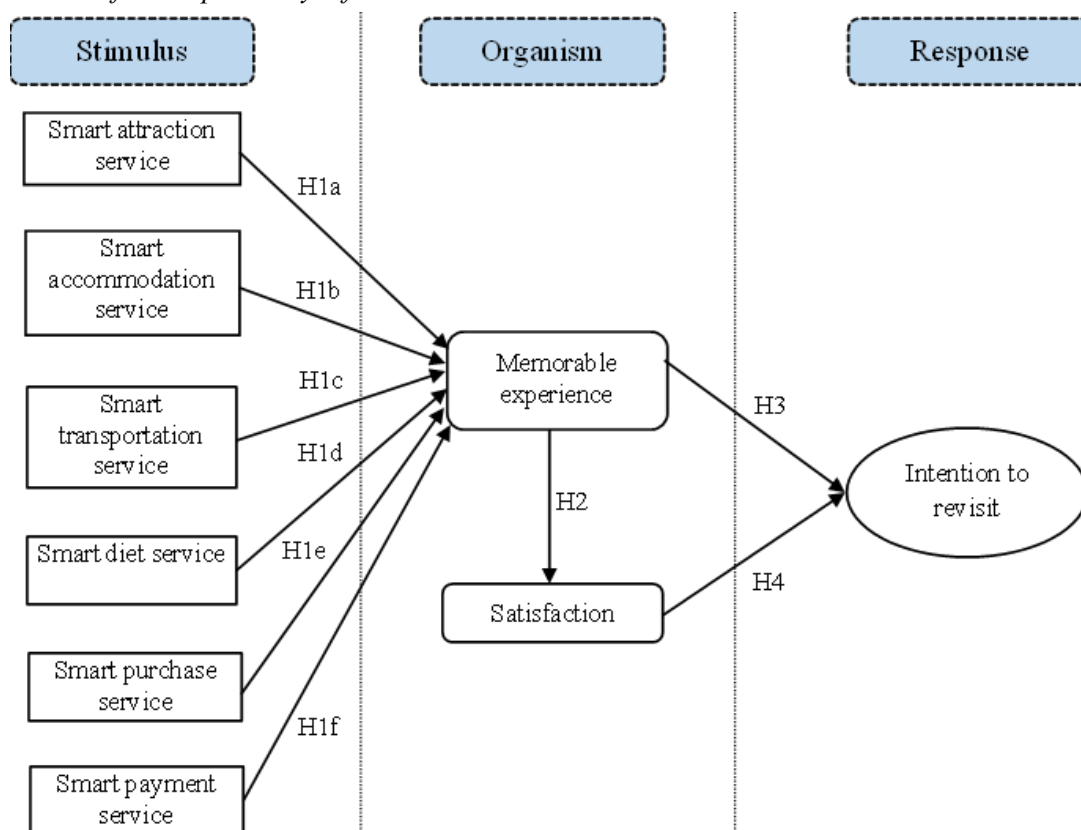 Stimulus
Organism
Response
Smart attraction
service
H1a
Smart
accommodation
service
H1b
Memorable
experience
H1c
H3
Smart
transportation
service
H1d
Intention to
revisit
H2
Smart diet service
H1e
H4
Satisfaction
Smart purchase
service
H1f
Smart payment
service